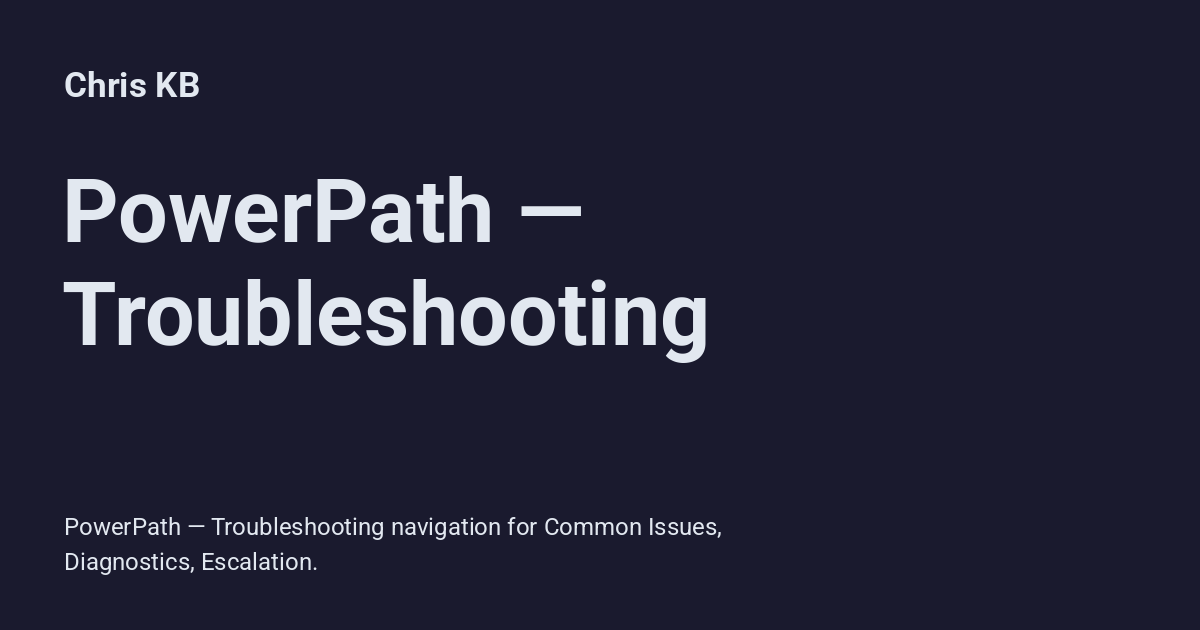 Chris KB
PowerPath —
Troubleshooting
PowerPath — Troubleshooting navigation for Common Issues,
Diagnostics, Escalation.